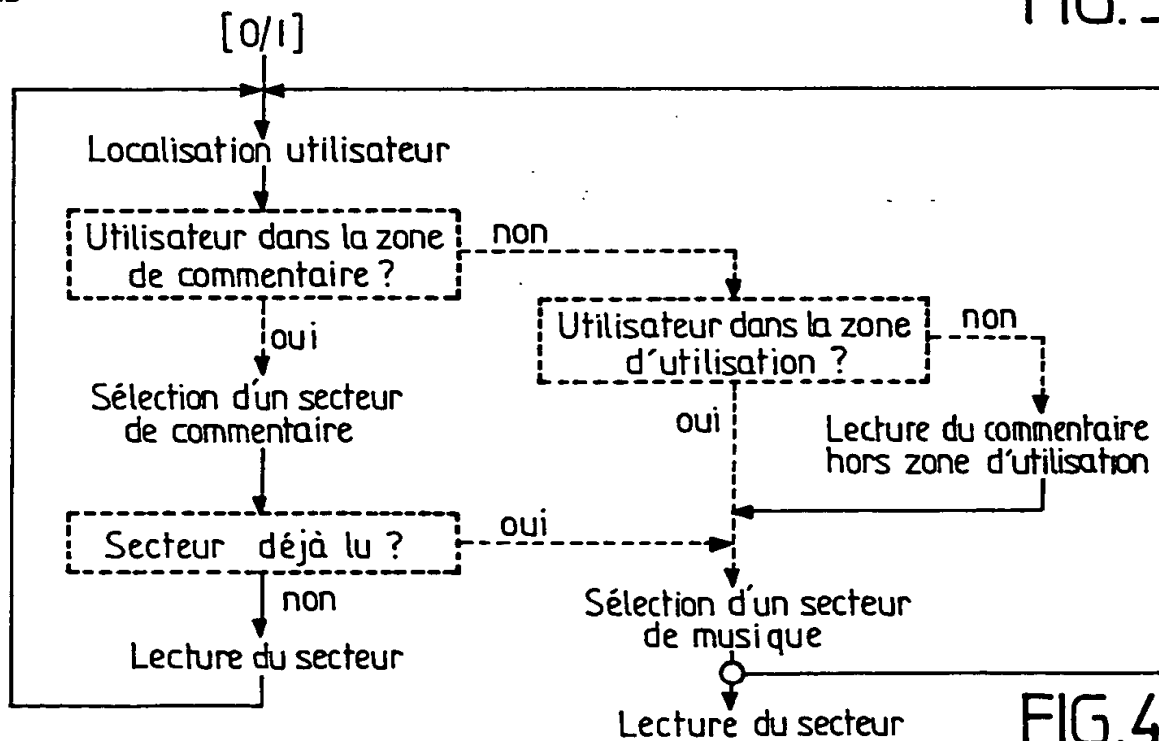 [0/1]
Localisation utilisateur
Utilisateur dans la zone
de commentaire ?
non
oui
Utilisateur dans la zone
d'utilisation ?
non
Sélection d'un secteur
de commentaire
oui
Lecture du commentaire
hors zone d'utilisation
Secteur déjà lu ?
oui
non
Sélection d'un secteur
de musique
Lecture du secteur
Lecture du secteur
FIG.4